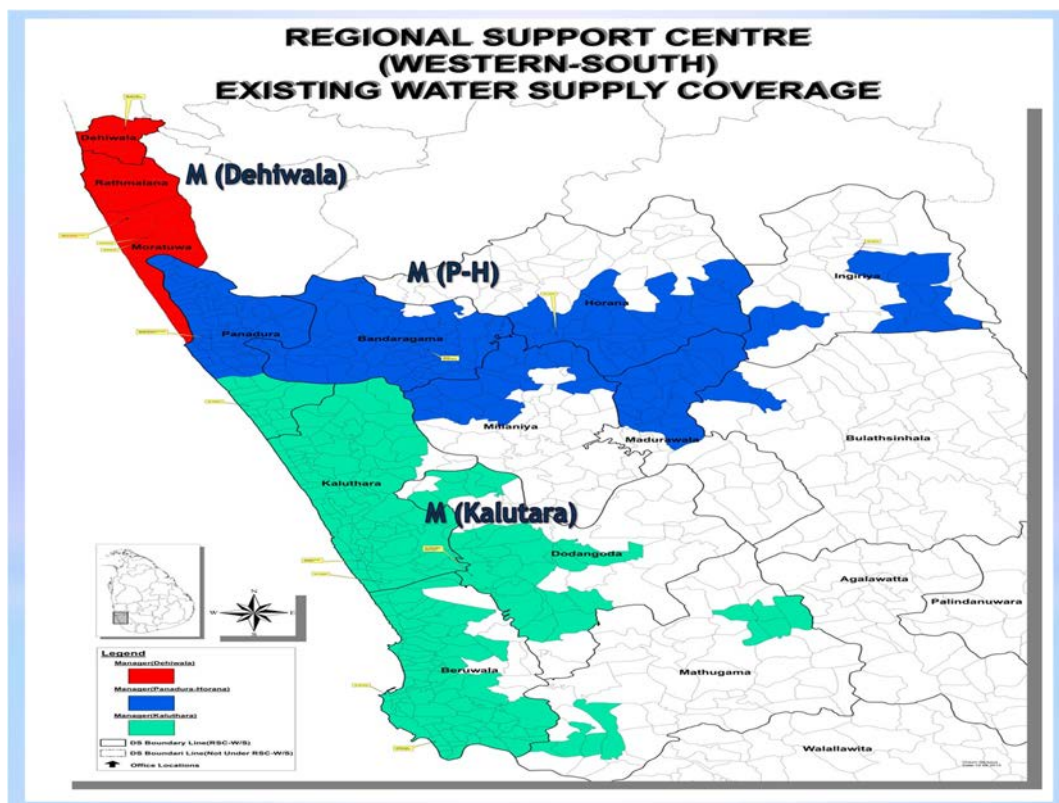 REGIONAL SUPPORT CENTRE
(WESTERN-SOUTH)
EXISTING WATER SUPPLY COVERAGE
Dehiwala
M (Dehiwala)
Rathmalana
Moratuwa
M (P-H)
Ingiriya
Horana
Panadura
Bandaragama
Millaniya
Madurawala
Bulathsinhala
Kaluthara
M (Kalutara)
Dodangoda
Agalawatta
Palindanuwara
Mathugama
Beruwala
Walallawita
W
E
Legend
Manager(Dehiwala)
Manager(Panadura-Horana)
Manager(Kaluthara)
DS Boundary Line(RSC-W/S)
DS Boundari Line(Not Under RSC-W/S)
Office Locations